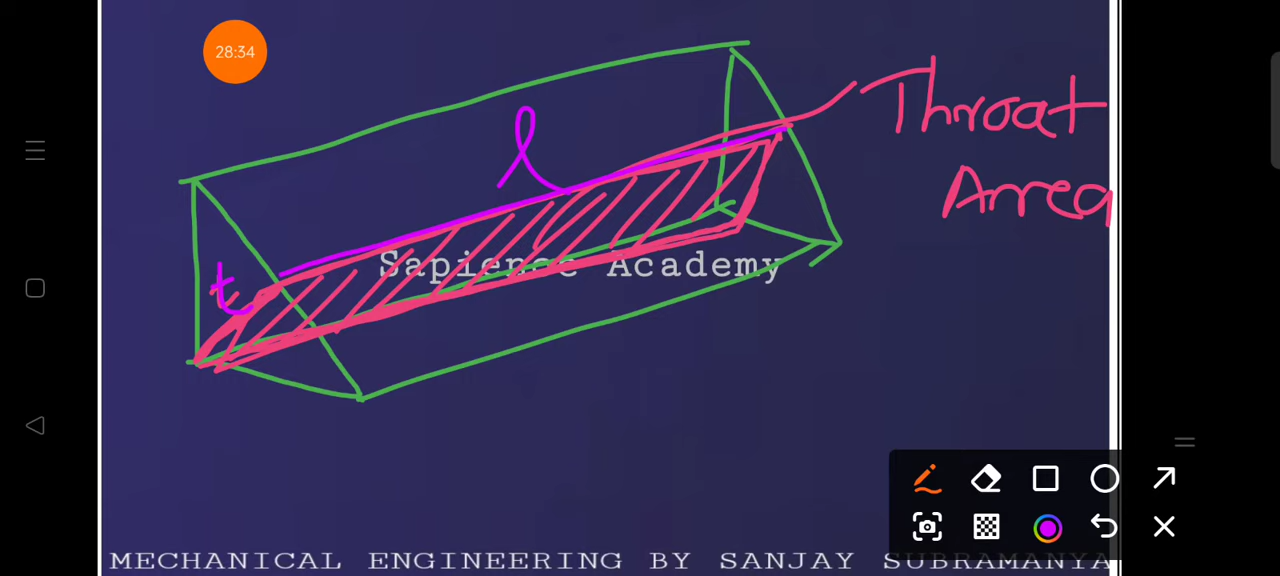 28:34
l
Throat
Area
t
Sapience Academy
MECHANICAL ENGINEERING BY SANJAY SUBRAMANYA